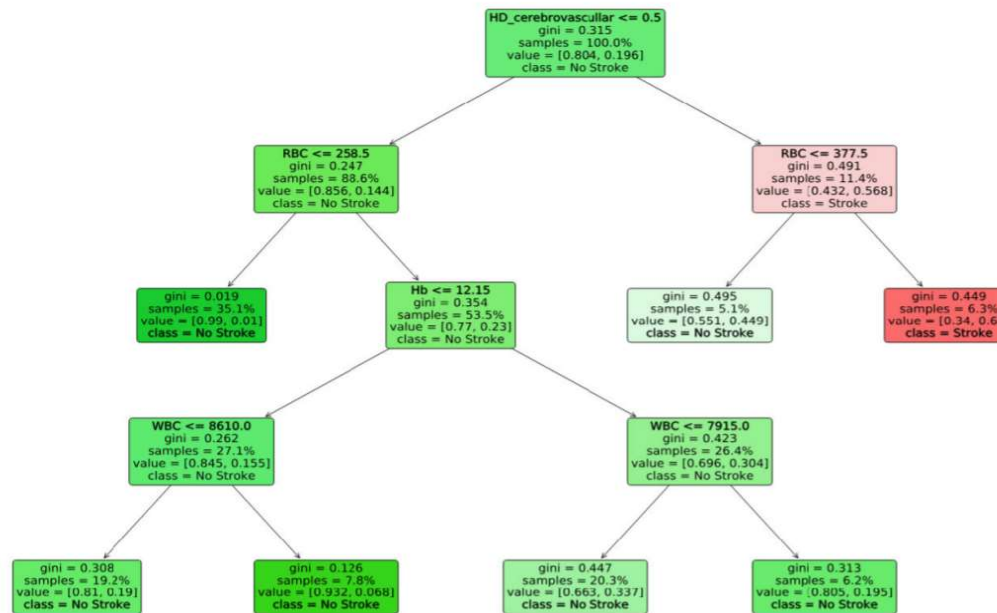 HD_cerebrovascullar <= 0.5
gini = 0.315
samples = 100.0%
value = [0.804, 0.196]
class = No Stroke
RBC <= 258.5
gini = 0.247
samples = 88.6%
value = [0.856, 0.144]
class = No Stroke
RBC <= 377.5
gini = 0.491
samples = 11.4%
value = [0.432, 0.568]
class = Stroke
gini = 0.019
samples = 35.1%
value = [0.99, 0.01]
class = No Stroke
Hb <= 12.15
gini = 0.354
samples = 53.5%
value = [0.77, 0.23]
class = No Stroke
gini = 0.495
samples = 5.1%
value = [0.551, 0.449]
class = No Stroke
gini = 0.449
samples = 6.3%
value = [0.34, 0.6
class = Stroke
WBC <= 8610.0
gini = 0.262
samples = 27.1%
value = [0.845, 0.155]
class = No Stroke
WBC <= 7915.0
gini = 0.423
samples = 26.4%
value = [0.696, 0.304]
class = No Stroke
gini = 0.308
samples = 19.2%
value = [0.81, 0.19]
class = No Stroke
gini = 0.126
samples = 7.8%
value = [0.932, 0.068]
class = No Stroke
gini = 0.447
samples = 20.3%
value = [0.663, 0.337]
class = No Stroke
gini = 0.313
samples = 6.2%
value = [0.805, 0.195]
class = No Stroke